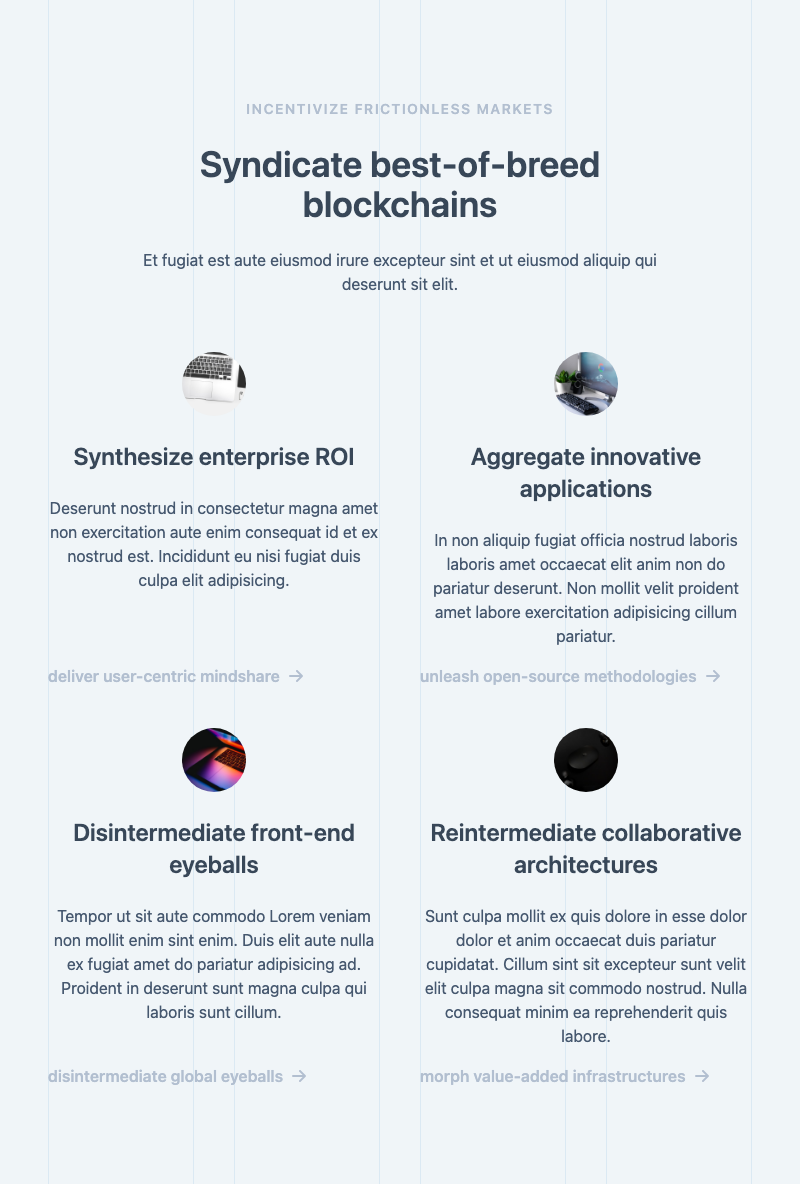 INCENTIVIZE FRICTIONLESS MARKETS
Syndicate best-of-breed
blockchains
Et fugiat est aute eiusmod irure excepteur sint et ut eiusmod aliquip qui
deserunt sit elit.
Synthesize enterprise ROI
Deserunt nostrud in consectetur magna amet
non exercitation aute enim consequat id et ex
nostrud est. Incididunt eu nisi fugiat duis
culpa elit adipisicing.
deliver user-centric mindshare →
Aggregate innovative
applications
In non aliquip fugiat officia nostrud laboris
laboris amet occaecat elit anim non do
pariatur deserunt. Non mollit velit proident
amet labore exercitation adipisicing cillum
pariatur.
unleash open-source methodologies →
Disintermediate front-end
eyeballs
Tempor ut sit aute commodo Lorem veniam
non mollit enim sint enim. Duis elit aute nulla
ex fugiat amet do pariatur adipisicing ad.
Proident in deserunt sunt magna culpa qui
laboris sunt cillum.
disintermediate global eyeballs →
Reintermediate collaborative
architectures
Sunt culpa mollit ex quis dolore in esse dolor
dolor et anim occaecat duis pariatur
cupidatat. Cillum sint sit excepteur sunt velit
elit culpa magna sit commodo nostrud. Nulla
consequat minim ea reprehenderit quis
labore.
morph value-added infrastructures →